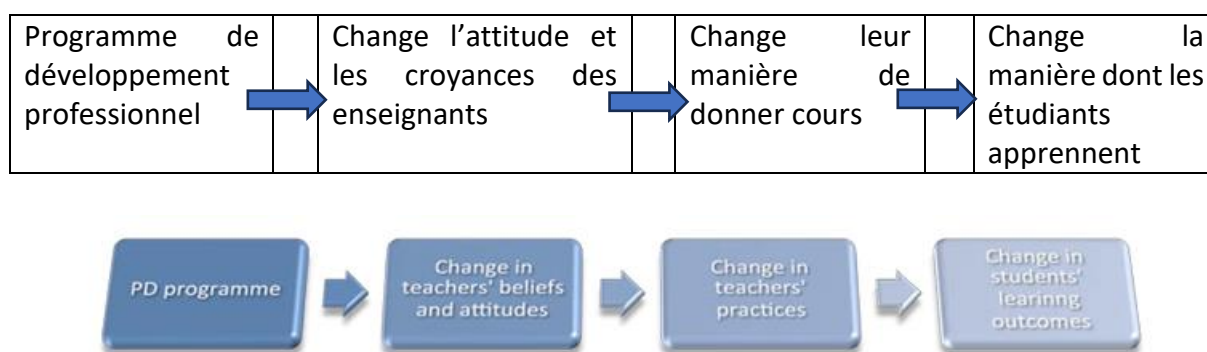 Programme de
développement
professionnel
Change l’attitude et
les croyances des
enseignants
Change leur
manière de
donner cours
Change la
manière dont les
étudiants
apprennent
PD programme
Change in
teachers’ beliefs
and attitudes
Change in
teachers’
practices
Change in
students’
learinng
outcomes